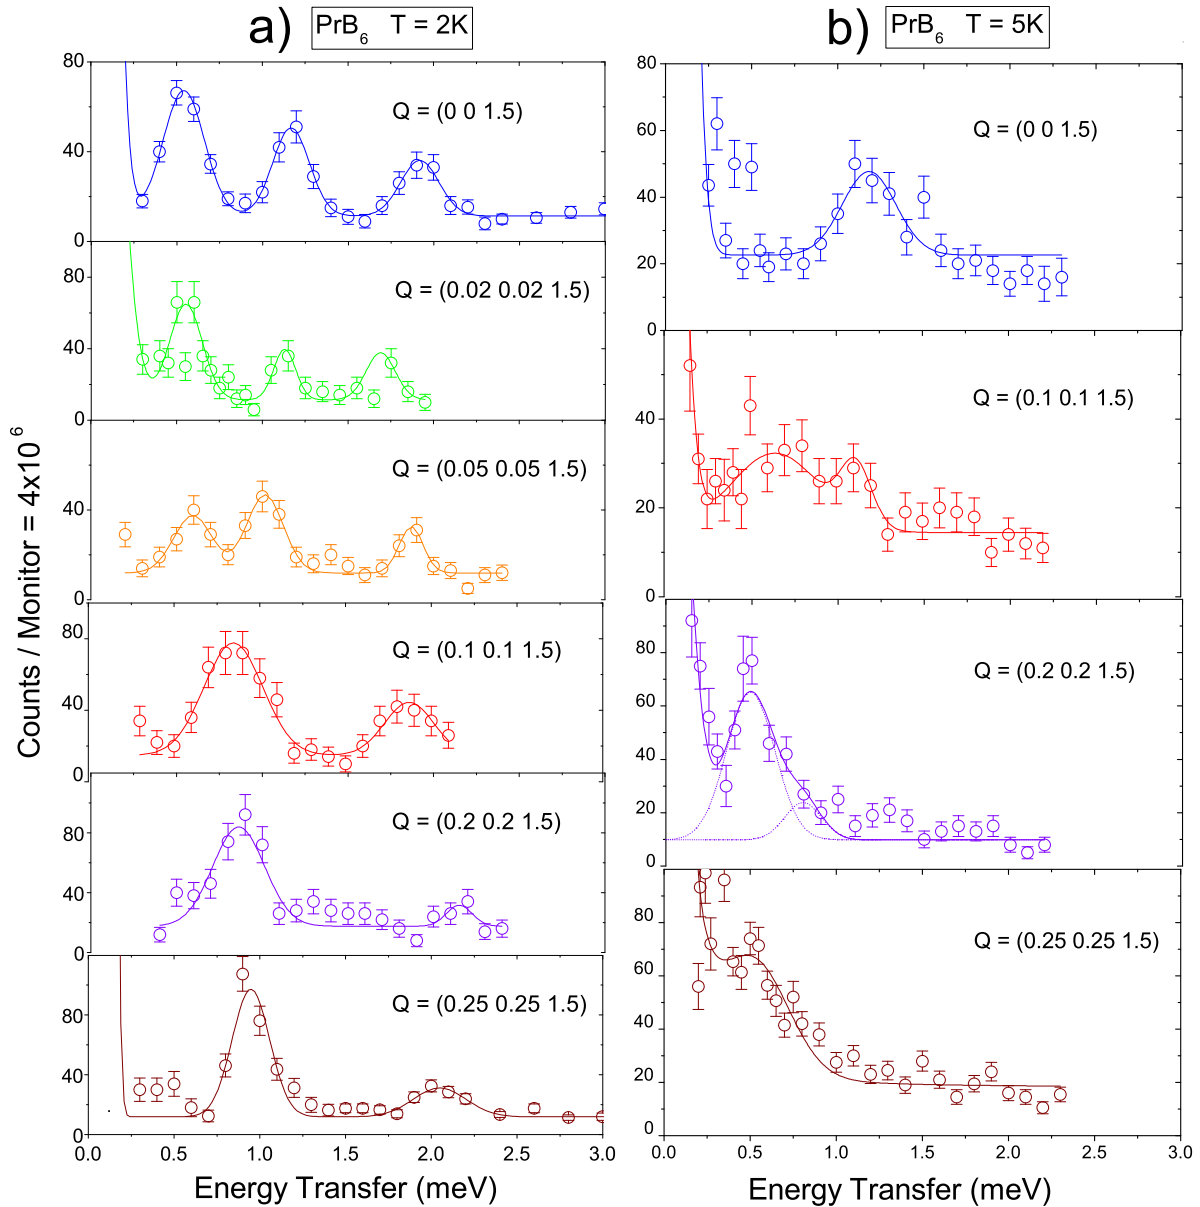 a) PrB6 T = 2K
b) PrB6 T = 5K
Counts / Monitor = 4x10^6
80
Q = (0 0 1.5)
40
0
80
Q = (0.02 0.02 1.5)
40
0
Q = (0.05 0.05 1.5)
40
0
80
Q = (0.1 0.1 1.5)
40
0
80
Q = (0.2 0.2 1.5)
40
0
80
Q = (0.25 0.25 1.5)
40
0
0.0 0.5 1.0 1.5 2.0 2.5 3.0
Energy Transfer (meV)
80
60
Q = (0 0 1.5)
40
20
0
Q = (0.1 0.1 1.5)
40
20
0
80
Q = (0.2 0.2 1.5)
60
40
20
0
80
Q = (0.25 0.25 1.5)
60
40
20
0
0.0 0.5 1.0 1.5 2.0 2.5 3.0
Energy Transfer (meV)